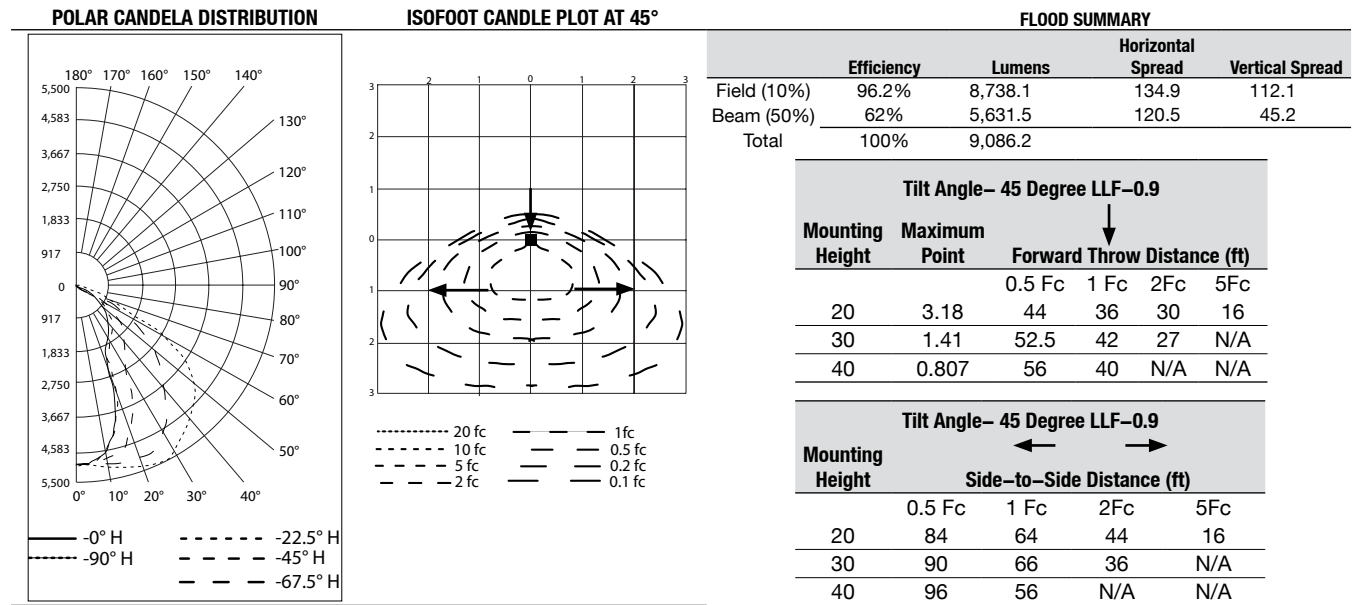 POLAR CANDELA DISTRIBUTION
180° 170° 160° 150° 140°
5,500
4,583
3,667
2,750
1,833
917
0
917
1,833
2,750
3,667
4,583
5,500
130°
120°
110°
100°
90°
80°
70°
60°
50°
0° 10° 20° 30° 40°
-0° H
-90° H
-22.5° H
-45° H
-67.5° H
ISOFOOT CANDLE PLOT AT 45°
3 2 1 0 1 2 3
2
1
0
1
2
3
20 fc
10 fc
5 fc
2 fc
1fc
0.5 fc
0.2 fc
0.1 fc
FLOOD SUMMARY
Efficiency Lumens Horizontal Spread Vertical Spread
Field (10%) 96.2% 8,738.1 134.9 112.1
Beam (50%) 62% 5,631.5 120.5 45.2
Total 100% 9,086.2
Tilt Angle– 45 Degree LLF–0.9
Mounting Height Maximum Point Forward Throw Distance (ft)
0.5 Fc 1 Fc 2Fc 5Fc
20 3.18 44 36 30 16
30 1.41 52.5 42 27 N/A
40 0.807 56 40 N/A N/A
Tilt Angle– 45 Degree LLF–0.9
Mounting Height Side–to–Side Distance (ft)
0.5 Fc 1 Fc 2Fc 5Fc
20 84 64 44 16
30 90 66 36 N/A
40 96 56 N/A N/A